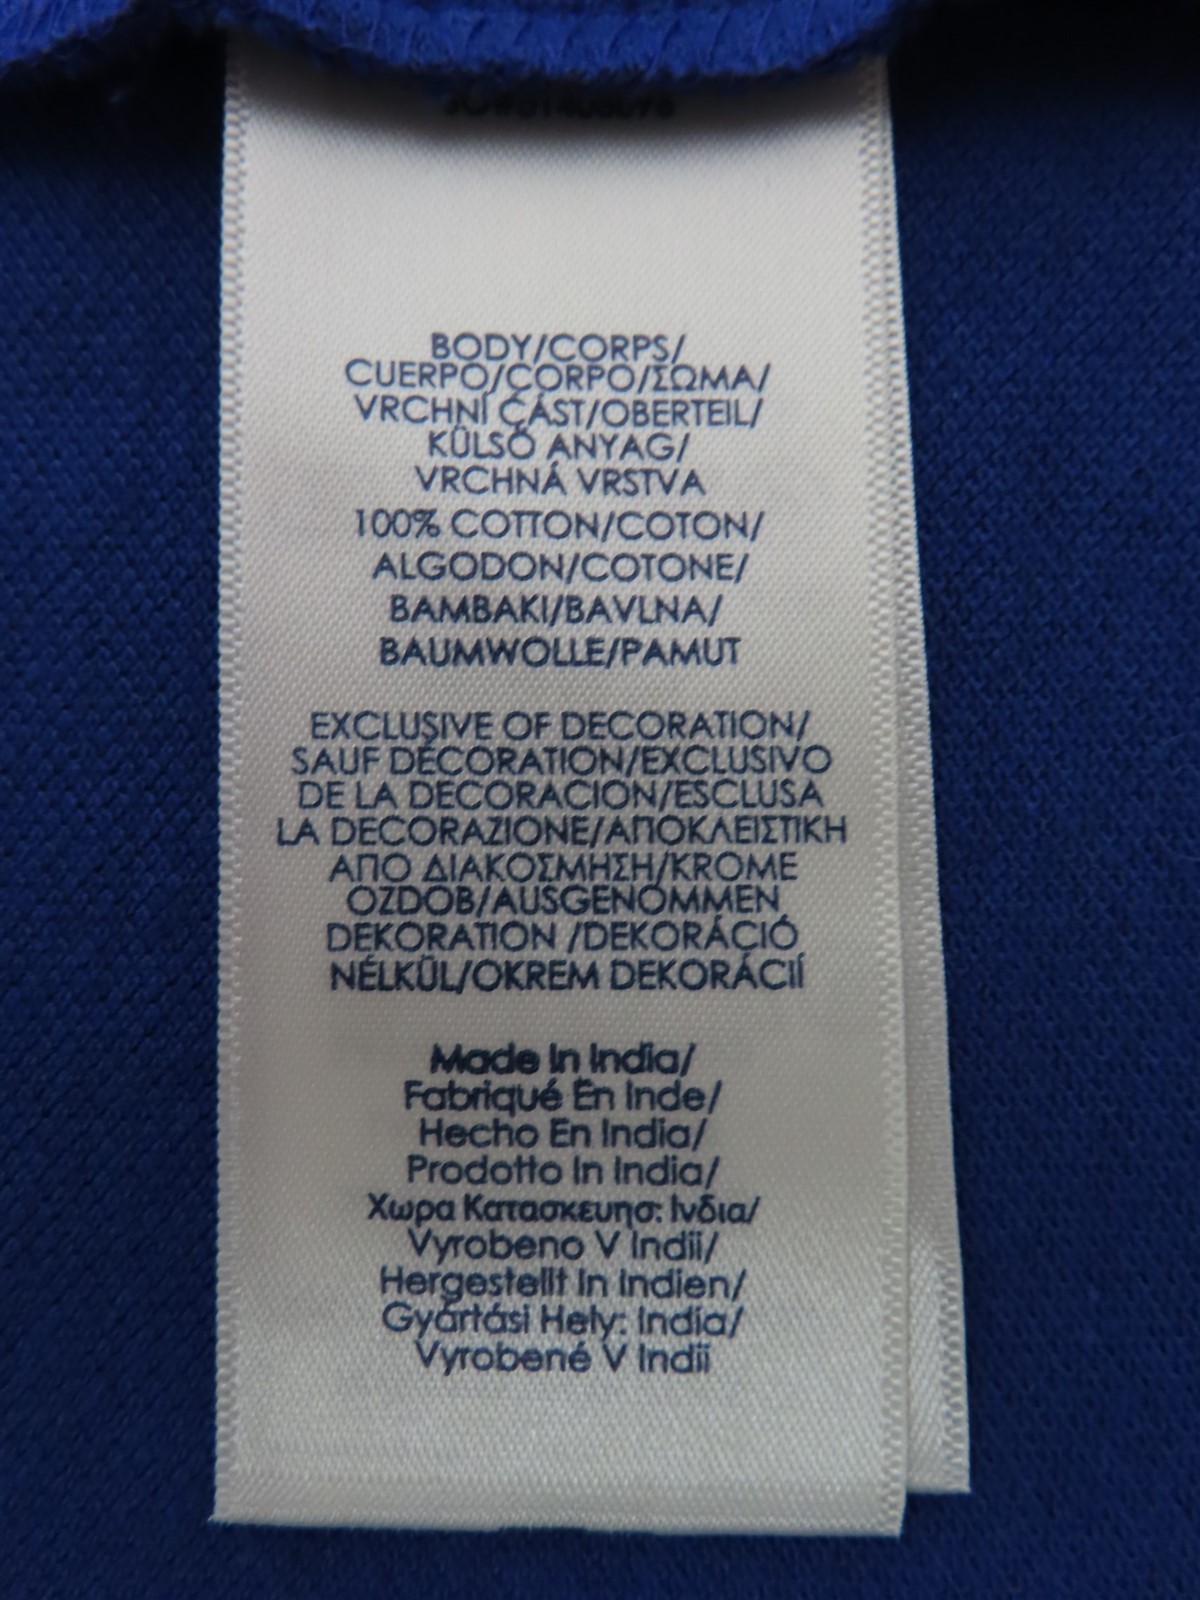 BODY/CORPS/
CUERPO/CORPO/ΣΩΜΑ/
VRCHNÍ ČÁST/OBERTEIL/
KÜLSŐ ANYAG/
VRCHNÁ VRSTVA
100% COTTON/COTON/
ALGODON/COTONE/
BAMBAKI/BAVLNA/
BAUMWOLLE/PAMUT
EXCLUSIVE OF DECORATION/
SAUF DÉCORATION/EXCLUSIVO
DE LA DECORACION/ESCLUSA
LA DECORAZIONE/ΑΠΟΚΛΕΙΣΤΙΚΗ
ΑΠΟ ΔΙΑΚΟΣΜΗΣΗ/KROME
OZDOB/AUSGENOMMEN
DEKORATION /DEKORÁCIÓ
NÉLKÜL/OKREM DEKORÁCIÍ
Made In India/
Fabriqué En Inde/
Hecho En India/
Prodotto In India/
Χωρα Κατασκευησ: Ινδια/
Vyrobeno V Indii/
Hergestellt In Indien/
Gyártási Hely: India/
Vyrobené V Indii